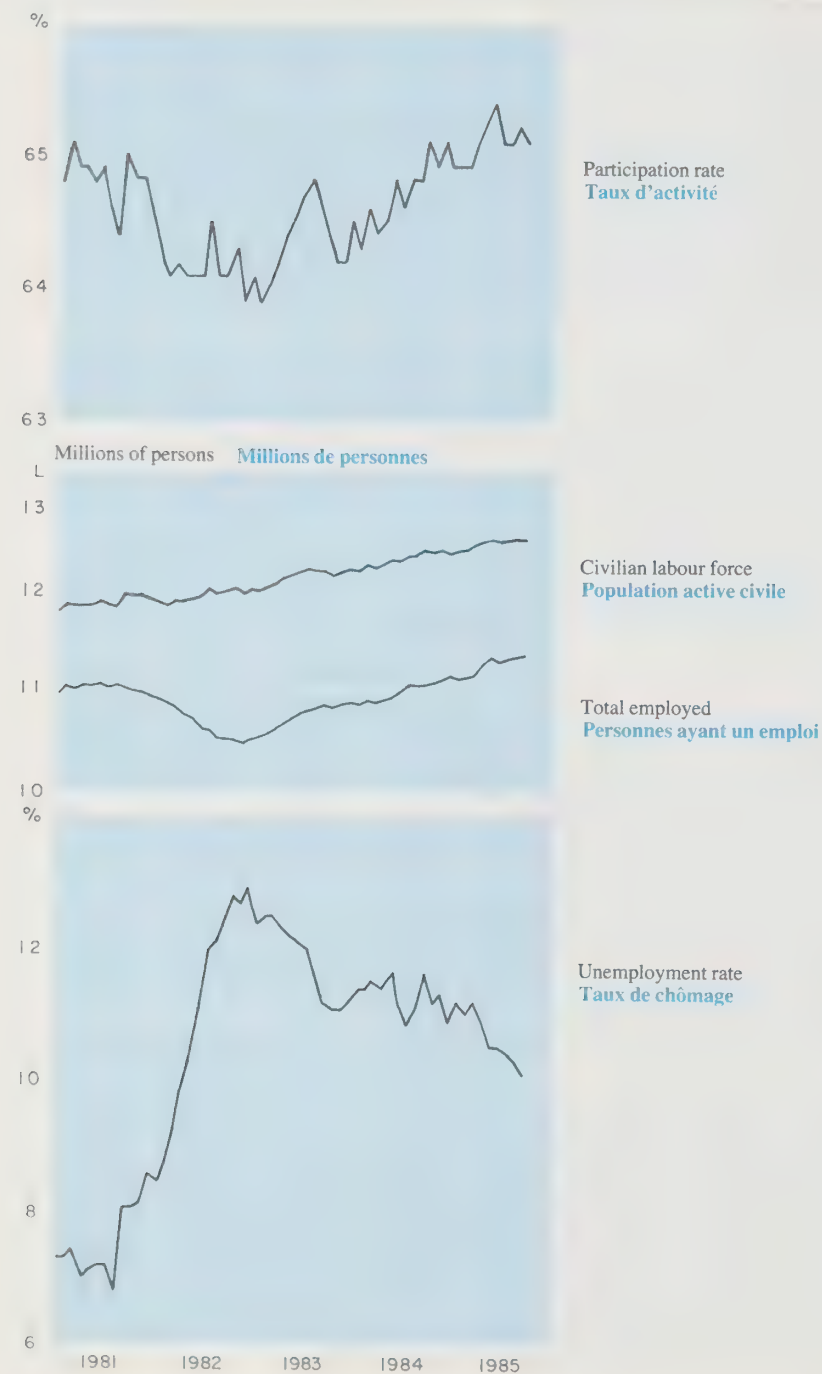 %
65
64
63
Participation rate
Taux d'activité
Millions of persons Millions de personnes
L
13
12
11
10
Civilian labour force
Population active civile
Total employed
Personnes ayant un emploi
%
12
10
8
6
Unemployment rate
Taux de chômage
1981 1982 1983 1984 1985